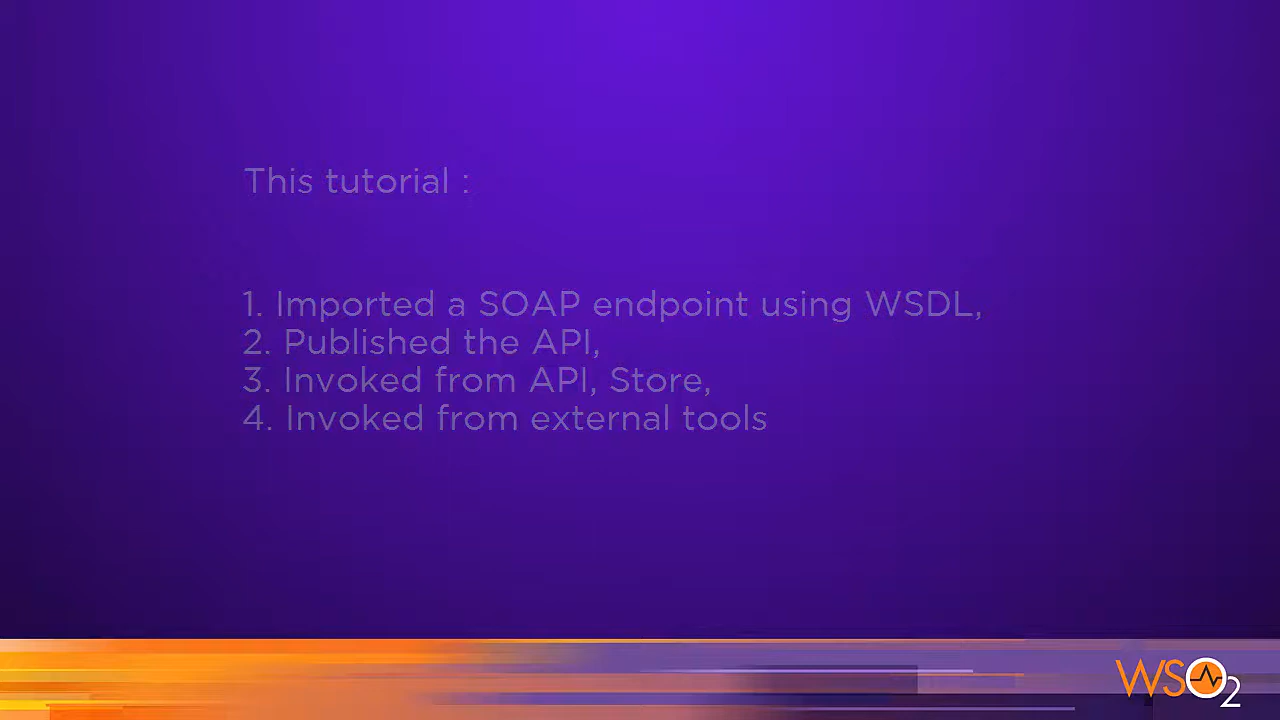 This tutorial :
1. Imported a SOAP endpoint using WSDL,
2. Published the API,
3. Invoked from API, Store,
4. Invoked from external tools
WSO2